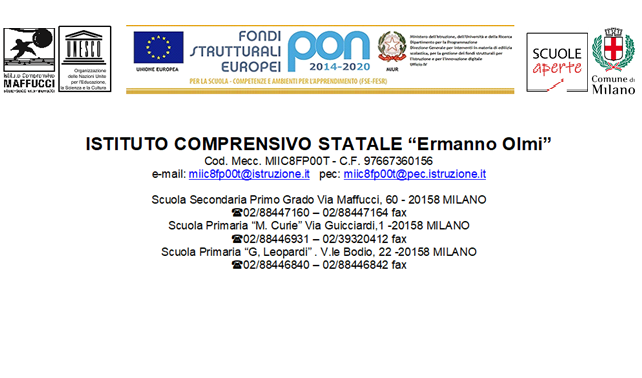 Istituto Comprensivo
MAFFUCCI
UNESCO
Organizzazione
delle Nazioni Unite
per l'Educazione,
la Scienza e la Cultura
UNIONE EUROPEA
FONDI
STRUTTURALI
EUROPEI
pon
2014-2020
MIUR
Ministero dell'Istruzione, dell'Università e della Ricerca
Dipartimento per la Programmazione
Direzione Generale per interventi in materia di edilizia
scolastica, per la gestione dei fondi strutturali per
l'istruzione e per l'innovazione digitale
Ufficio IV
PER LA SCUOLA - COMPETENZE E AMBIENTI PER L'APPRENDIMENTO (FSE-FESR)
SCUOLE
aperte
Comune di
Milano
ISTITUTO COMPRENSIVO STATALE “Ermanno Olmi”
Cod. Mecc. MIIC8FP00T - C.F. 97667360156
e-mail: miic8fp00t@istruzione.it pec: miic8fp00t@pec.istruzione.it
Scuola Secondaria Primo Grado Via Maffucci, 60 - 20158 MILANO
☎02/88447160 – 02/88447164 fax
Scuola Primaria “M. Curie” Via Guicciardi,1 -20158 MILANO
☎02/88446931 – 02/39320412 fax
Scuola Primaria “G, Leopardi” . V.le Bodio, 22 -20158 MILANO
☎02/88446840 – 02/88446842 fax